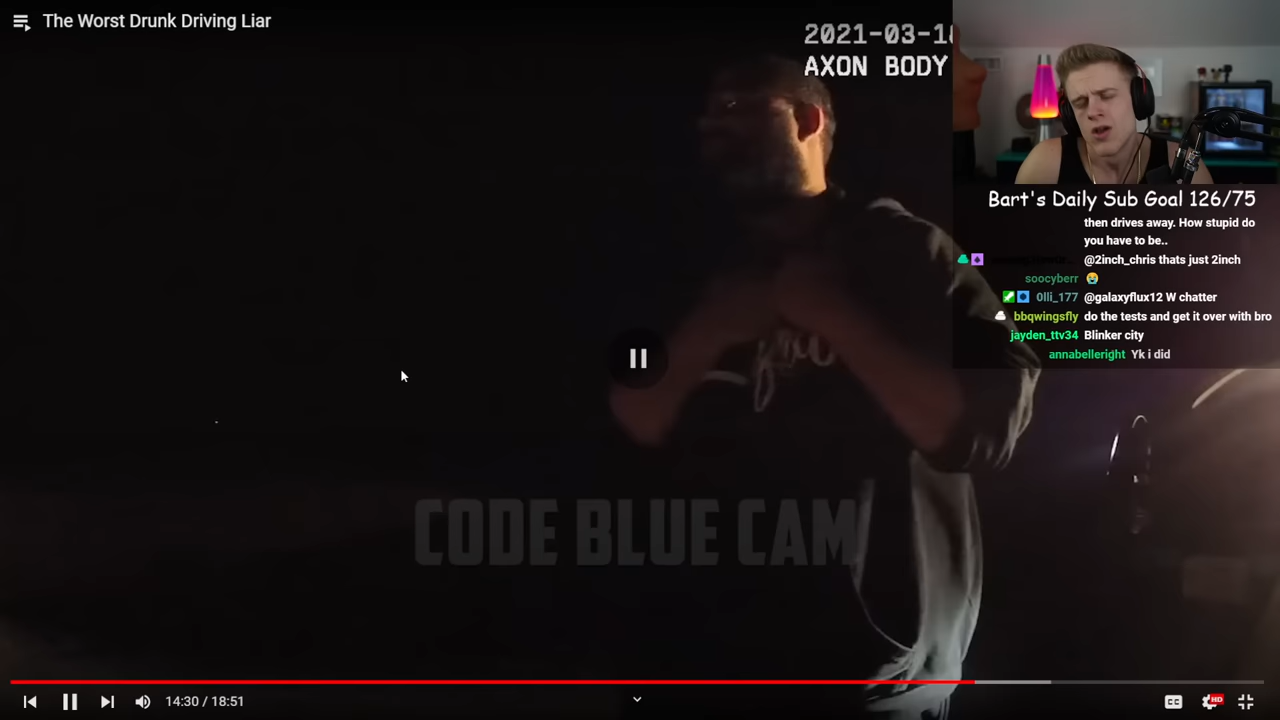 The Worst Drunk Driving Liar
2021-03-1
AXON BODY
Bart's Daily Sub Goal 126/75
then drives away. How stupid do
you have to be..
@2inch_chris thats just 2inch
soocyberr
0lli_177 @galaxyflux12 W chatter
bbqwingsfly do the tests and get it over with bro
jayden_ttv34 Blinker city
annabelleright Yk i did
CODE BLUE CAM
14:30 / 18:51
CC
HD